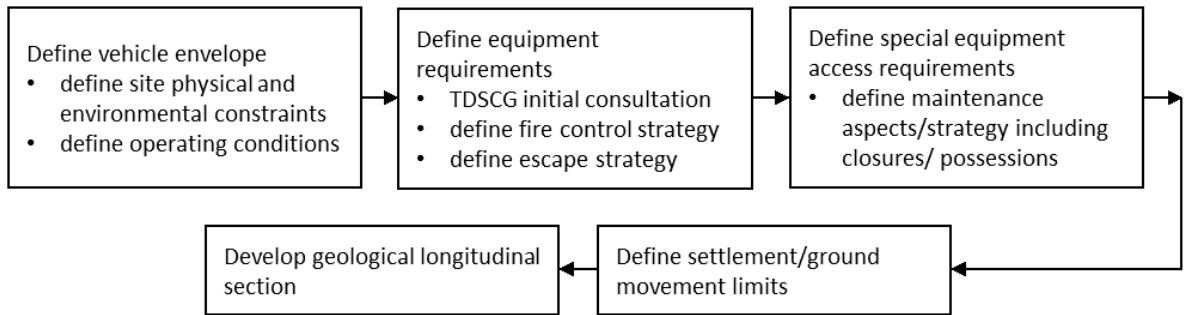 Define vehicle envelope
• define site physical and
environmental constraints
• define operating conditions
Define equipment
requirements
• TDSCG initial consultation
• define fire control strategy
• define escape strategy
Define special equipment
access requirements
• define maintenance
aspects/strategy including
closures/ possessions
Define settlement/ground
movement limits
Develop geological longitudinal
section